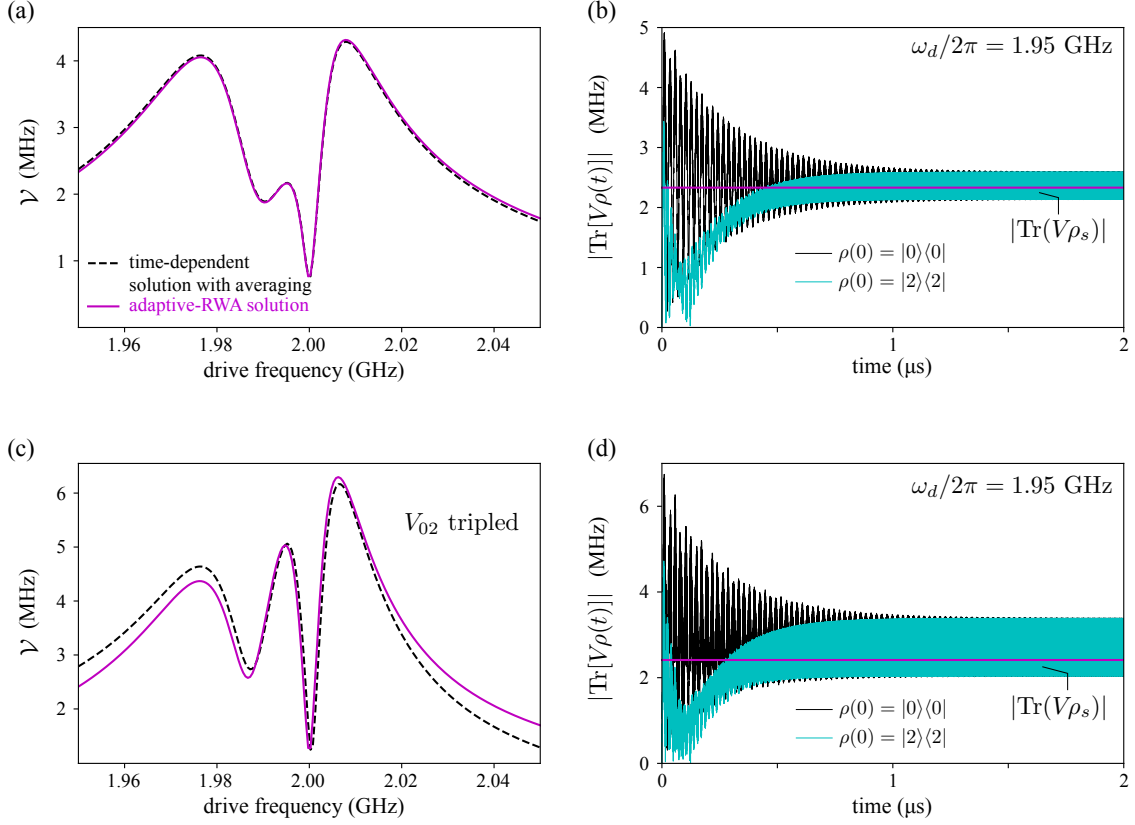 (a)
4
3
2
1
𝒱 (MHz)
time-dependent
solution with averaging
adaptive-RWA solution
1.96
1.98
2.00
2.02
2.04
drive frequency (GHz)
(b)
5
4
3
2
1
0
|Tr[Vρ(t)]| (MHz)
ω_d/2π = 1.95 GHz
|Tr(Vρ_s)|
ρ(0) = |0⟩⟨0|
ρ(0) = |2⟩⟨2|
0
1
2
time (μs)
(c)
6
5
4
3
2
𝒱 (MHz)
V₀₂ tripled
1.96
1.98
2.00
2.02
2.04
drive frequency (GHz)
(d)
6
4
2
0
|Tr[Vρ(t)]| (MHz)
ω_d/2π = 1.95 GHz
|Tr(Vρ_s)|
ρ(0) = |0⟩⟨0|
ρ(0) = |2⟩⟨2|
0
1
2
time (μs)